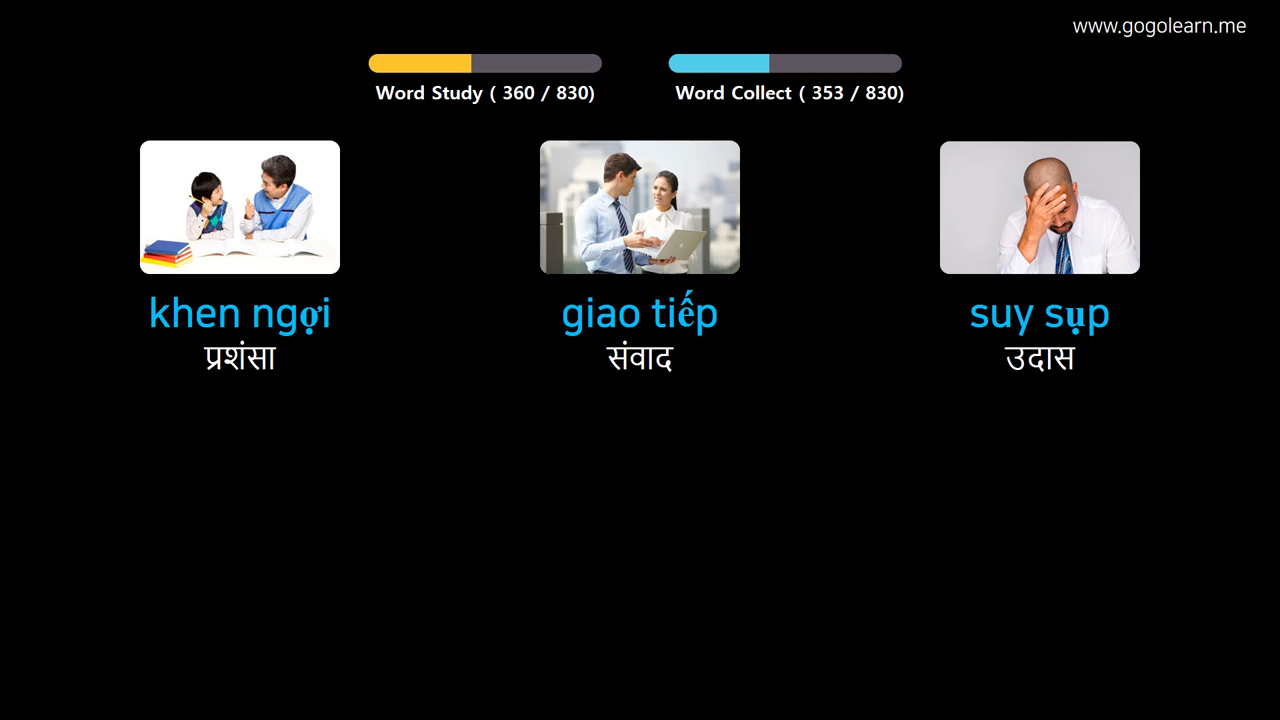 www.gogolearn.me
Word Study ( 360 / 830)
Word Collect ( 353 / 830)
khen ngợi
प्रशंसा
giao tiếp
संवाद
suy sụp
उदास